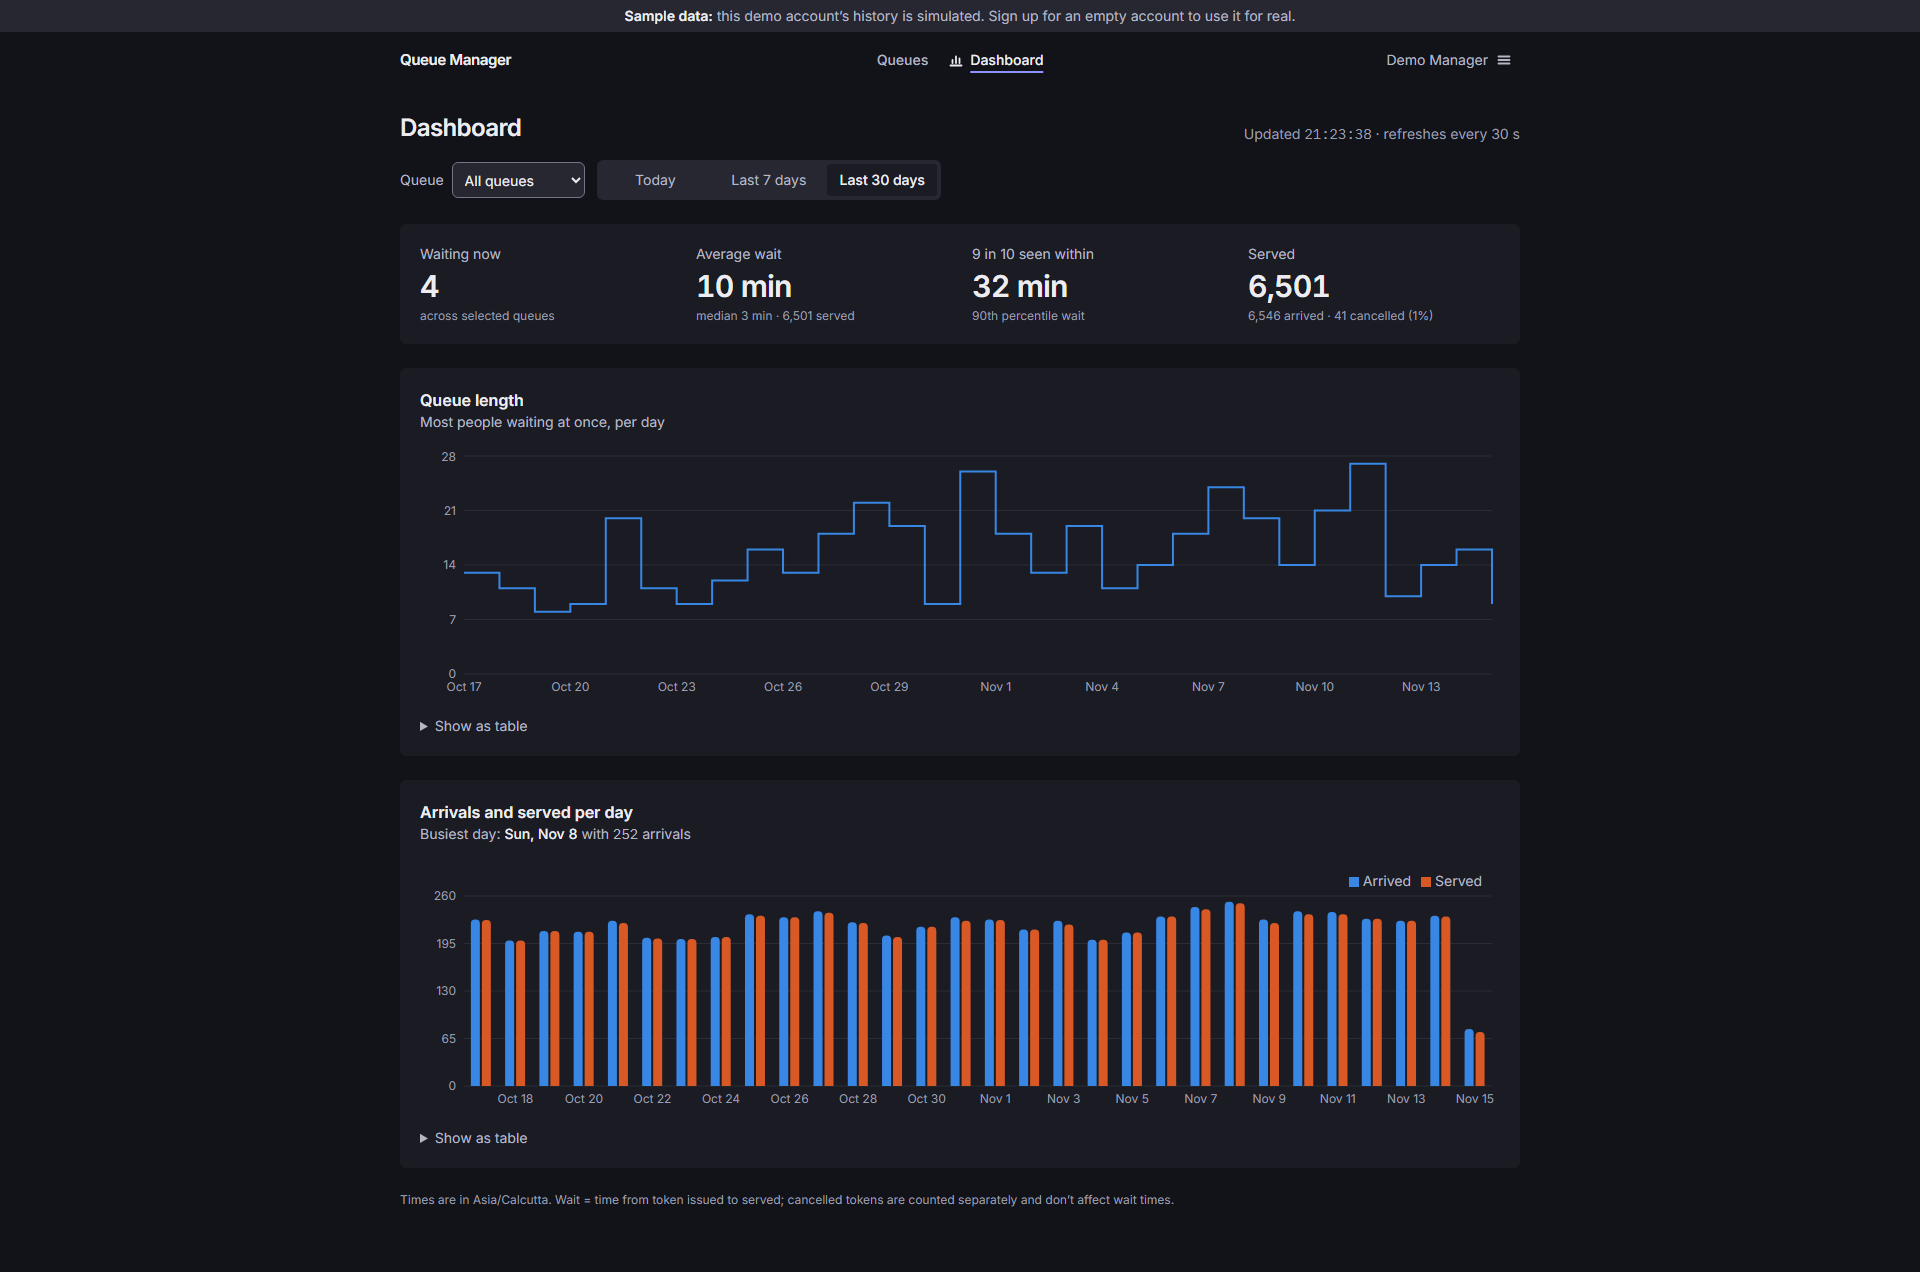 Sample data: this demo account’s history is simulated. Sign up for an empty account to use it for real.
Queue Manager
Queues
Dashboard
Demo Manager
Dashboard
Updated 21:23:38 · refreshes every 30 s
Queue
All queues
Today
Last 7 days
Last 30 days
Waiting now
4
across selected queues
Average wait
10 min
median 3 min · 6,501 served
9 in 10 seen within
32 min
90th percentile wait
Served
6,501
6,546 arrived · 41 cancelled (1%)
Queue length
Most people waiting at once, per day
28
21
14
7
0
Oct 17 Oct 20 Oct 23 Oct 26 Oct 29 Nov 1 Nov 4 Nov 7 Nov 10 Nov 13
Show as table
Arrivals and served per day
Busiest day: Sun, Nov 8 with 252 arrivals
Arrived Served
260
195
130
65
0
Oct 18 Oct 20 Oct 22 Oct 24 Oct 26 Oct 28 Oct 30 Nov 1 Nov 3 Nov 5 Nov 7 Nov 9 Nov 11 Nov 13 Nov 15
Show as table
Times are in Asia/Calcutta. Wait = time from token issued to served; cancelled tokens are counted separately and don’t affect wait times.